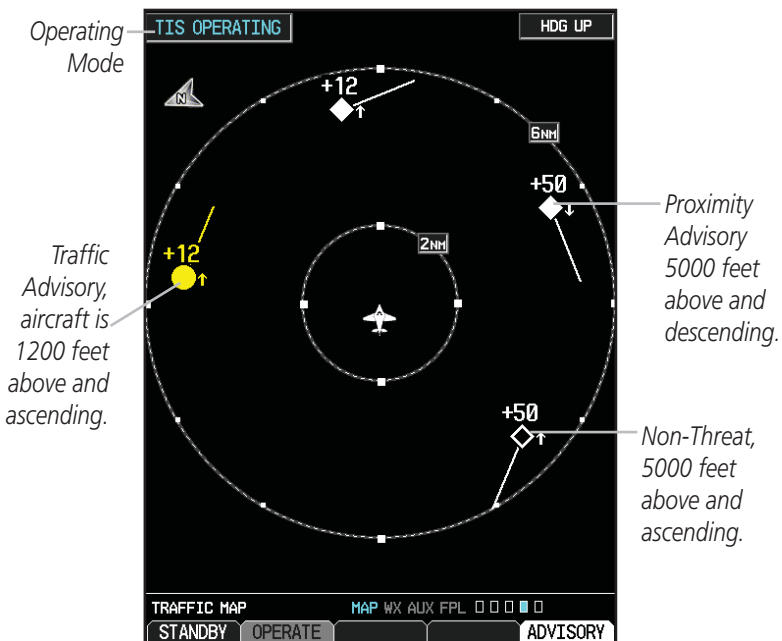 Operating
Mode
TIS OPERATING
HDG UP
N
+12
6NM
+50
2NM
+12
Proximity
Advisory
5000 feet
above and
descending.
Traffic
Advisory,
aircraft is
1200 feet
above and
ascending.
+50
Non-Threat,
5000 feet
above and
ascending.
TRAFFIC MAP
MAP WX AUX FPL
STANDBY OPERATE ADVISORY